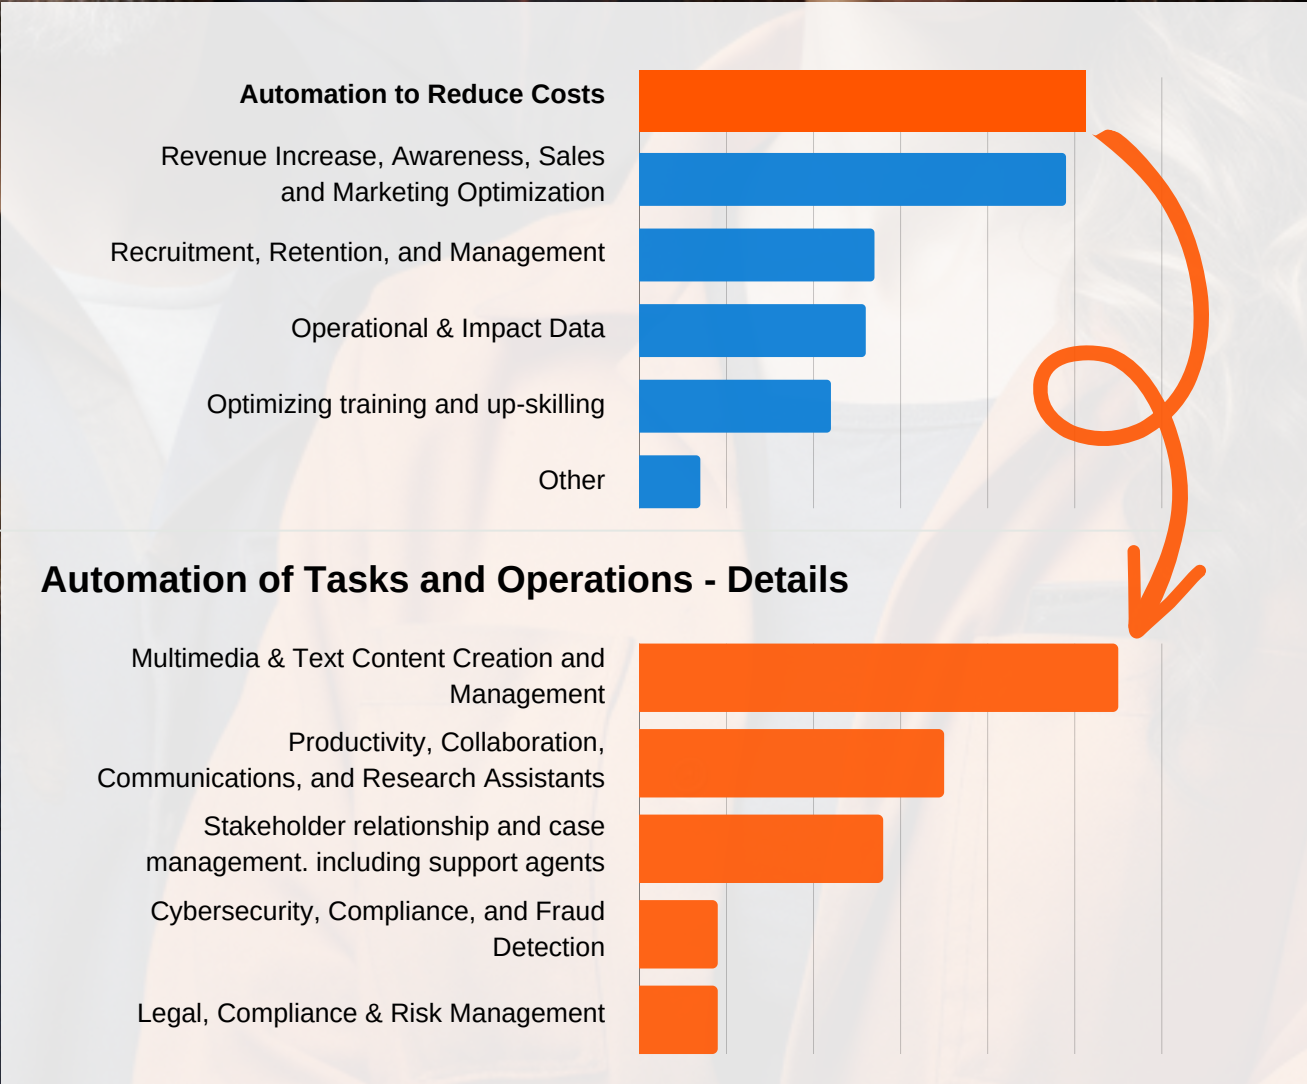 Automation to Reduce Costs
Revenue Increase, Awareness, Sales
and Marketing Optimization
Recruitment, Retention, and Management
Operational & Impact Data
Optimizing training and up-skilling
Other
Automation of Tasks and Operations - Details
Multimedia & Text Content Creation and
Management
Productivity, Collaboration,
Communications, and Research Assistants
Stakeholder relationship and case
management. including support agents
Cybersecurity, Compliance, and Fraud
Detection
Legal, Compliance & Risk Management